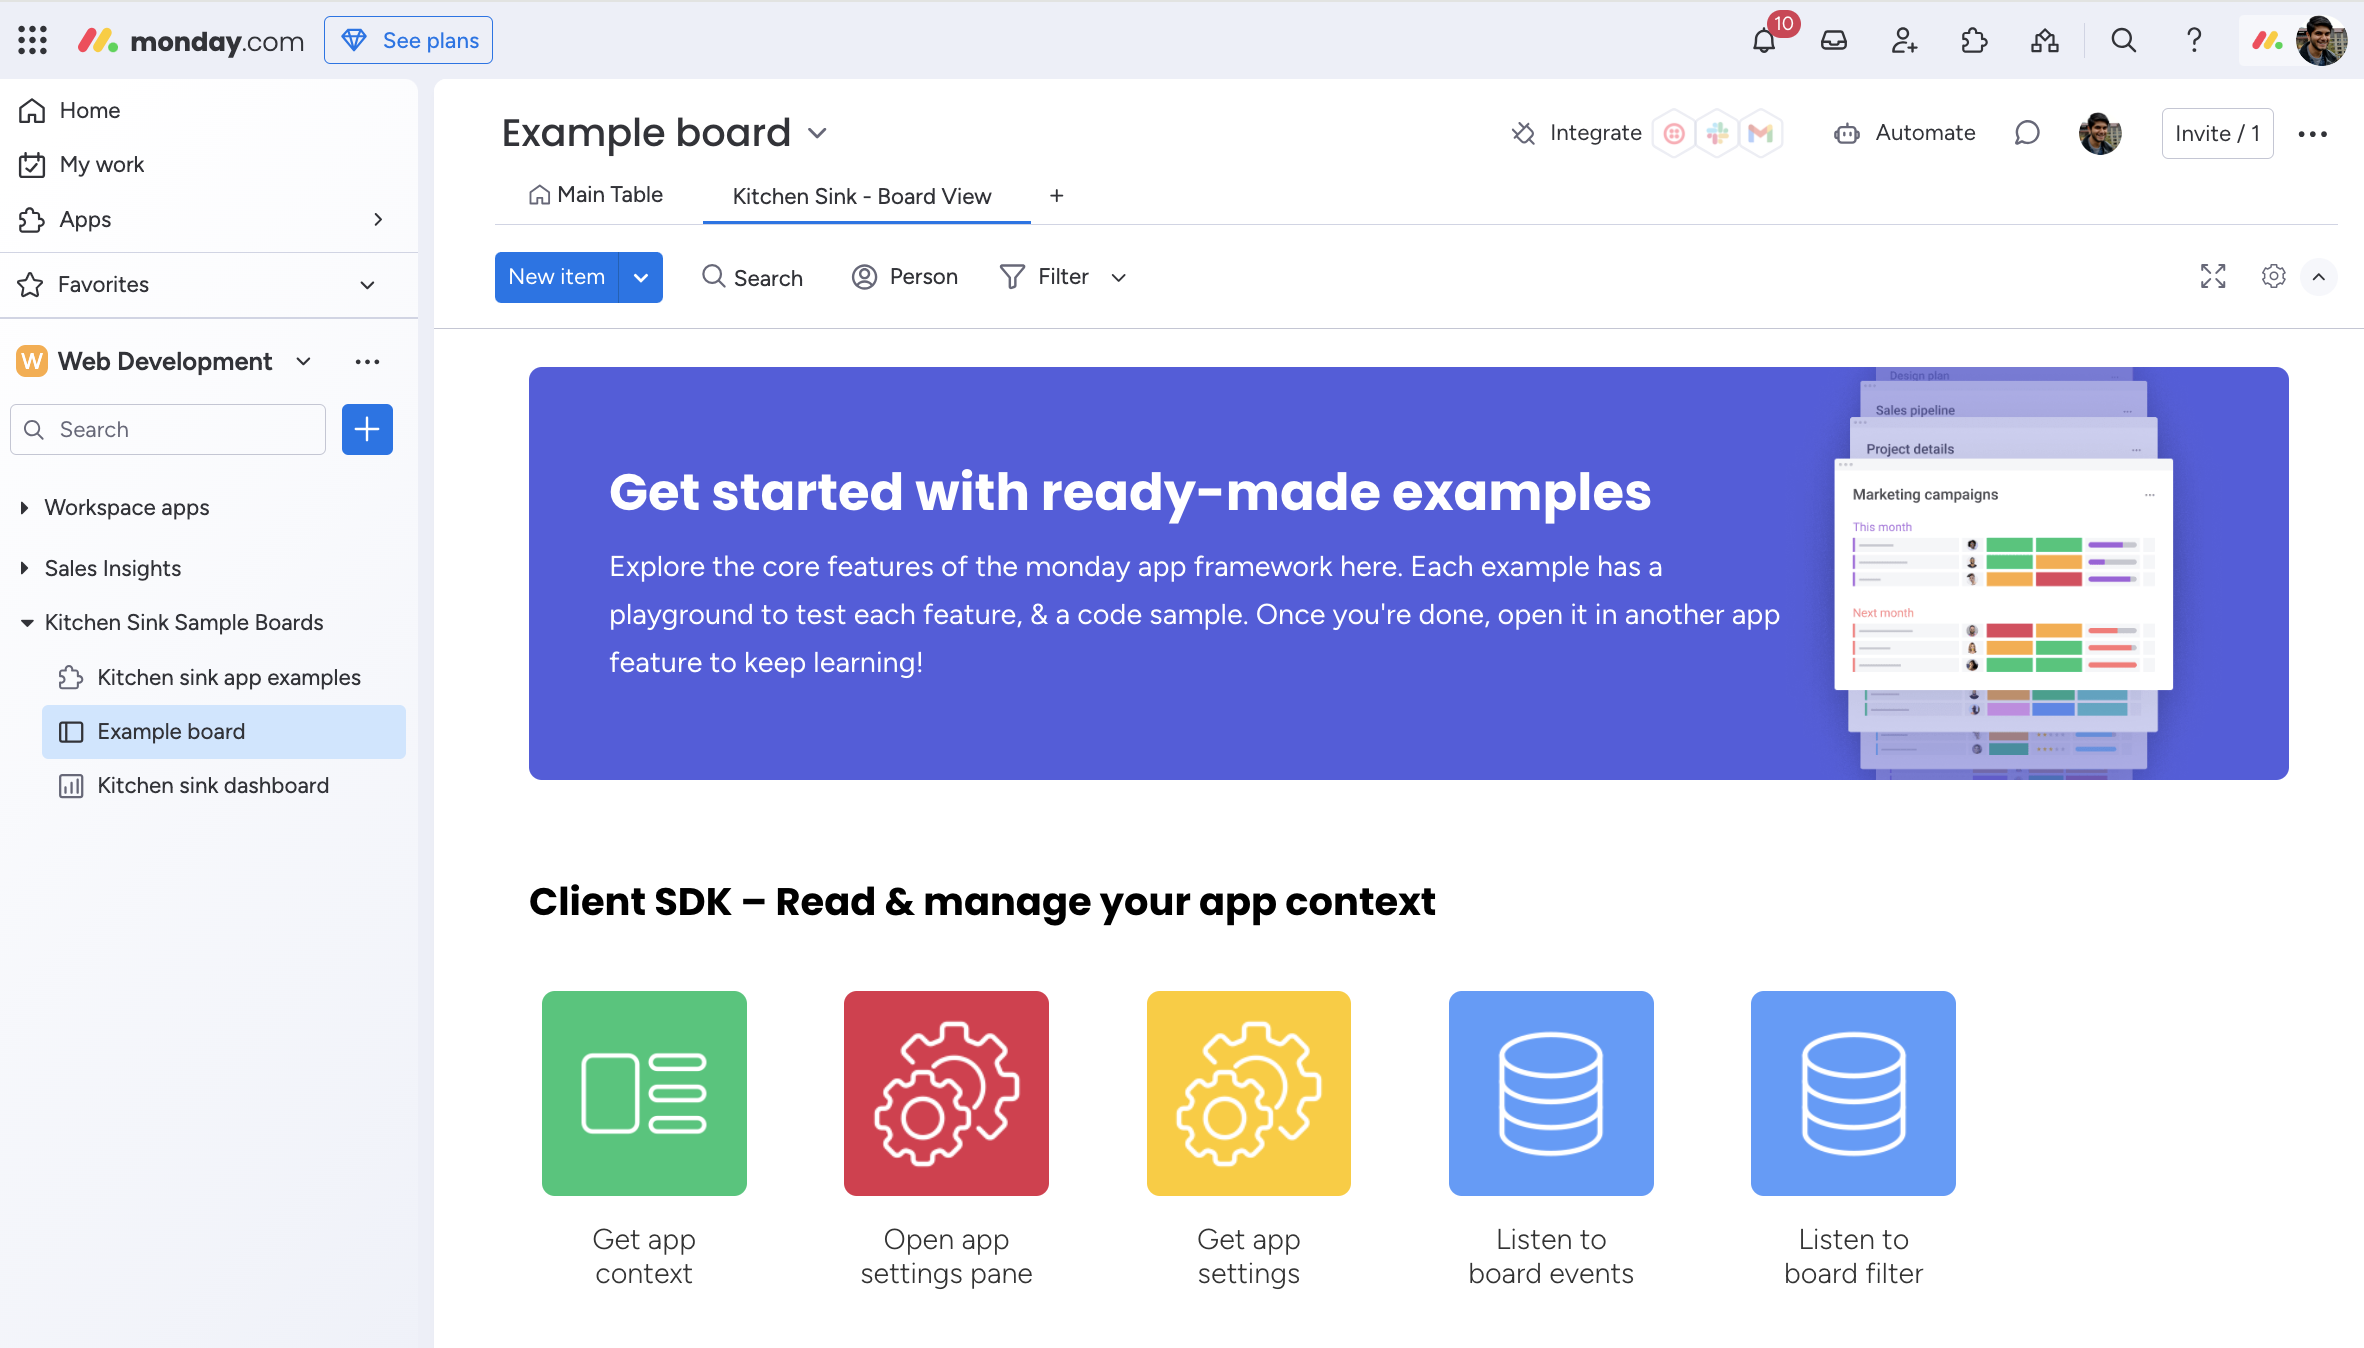 monday.com
See plans
10
Home
My work
Apps
Favorites
W Web Development
Search
Workspace apps
Sales Insights
Kitchen Sink Sample Boards
Kitchen sink app examples
Example board
Kitchen sink dashboard
Example board
Integrate
Automate
Invite / 1
Main Table
Kitchen Sink - Board View
New item
Search
Person
Filter
Get started with ready-made examples
Explore the core features of the monday app framework here. Each example has a
playground to test each feature, & a code sample. Once you're done, open it in another app
feature to keep learning!
Design plan
Sales pipeline
Project details
Marketing campaigns
This month
Next month
Client SDK – Read & manage your app context
Get app
context
Open app
settings pane
Get app
settings
Listen to
board events
Listen to
board filter